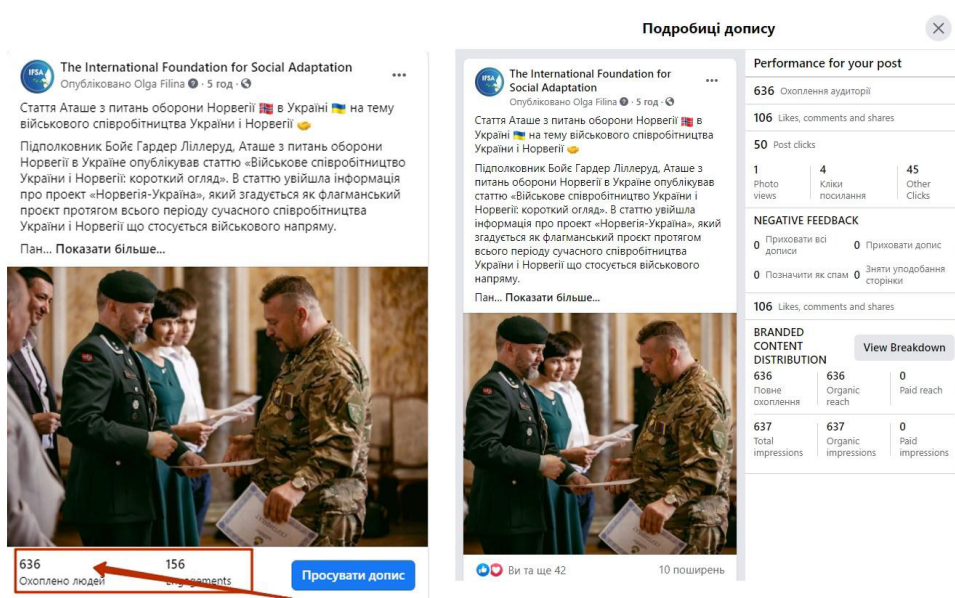 The International Foundation for Social Adaptation
Опубліковано Olga Filina · 5 год ·
Стаття Аташе з питань оборони Норвегії 🇳🇴 в Україні 🇺🇦 на тему
військового співробітництва України і Норвегії 🤝
Підполковник Бойє Гардер Ліллеруд, Аташе з питань оборони
Норвегії в Украïне опублікував статтю «Військове співробітництво
України і Норвегії: короткий огляд». В статтю увійшла інформація
про проект «Норвегія-Україна», який згадується як флагманський
проєкт протягом всього періоду сучасного співробітництва
України і Норвегії що стосується військового напряму.
Пан... Показати більше...
636
Охоплено людей
156
Engagements
Просувати допис
Подробиці допису
IFSA
The International Foundation for
Social Adaptation
Опубліковано Olga Filina · 5 год ·
Стаття Аташе з питань оборони Норвегії 🇳🇴 в
Україні 🇺🇦 на тему військового співробітництва
України і Норвегії 🤝
Підполковник Бойє Гардер Ліллеруд, Аташе з
питань оборони Норвегії в Украïне опублікував
статтю «Військове співробітництво України і
Норвегії: короткий огляд». В статтю увійшла
інформація про проект «Норвегія-Україна», який
згадується як флагманський проєкт протягом
всього періоду сучасного співробітництва
України і Норвегії що стосується військового
напряму.
Пан... Показати більше...
Ви та ще 42
10 поширень
Performance for your post
636 Охоплення аудиторії
106 Likes, comments and shares
50 Post clicks
1
Photo
views
4
Кліки
посилання
45
Other
Clicks
NEGATIVE FEEDBACK
0 Приховати всі
дописи
0 Приховати допис
0 Позначити як спам
0 Зняти уподобання
сторінки
106 Likes, comments and shares
BRANDED
CONTENT
DISTRIBUTION
View Breakdown
636
Повне
охоплення
636
Organic
reach
0
Paid reach
637
Total
impressions
637
Organic
impressions
0
Paid
impressions